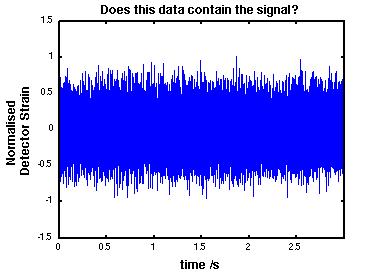 Does this data contain the signal?
1.5
1
0.5
0
-0.5
-1
-1.5
Normalised
Detector Strain
0 0.5 1 1.5 2 2.5
time /s